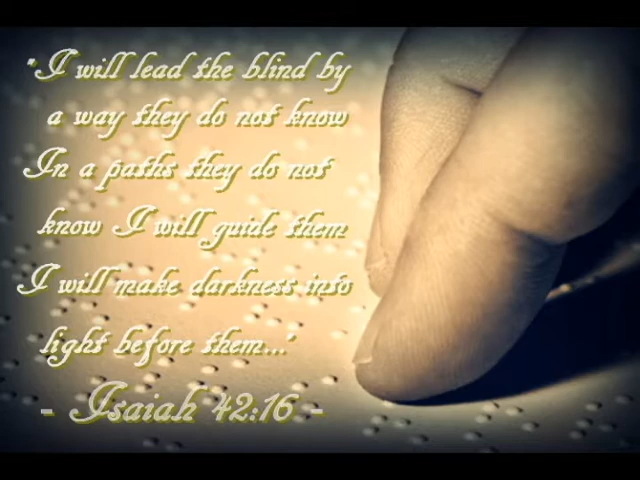 "I will lead the blind by
a way they do not know
In a paths they do not
know I will guide them
I will make darkness into
light before them..."
- Isaiah 42:16 -